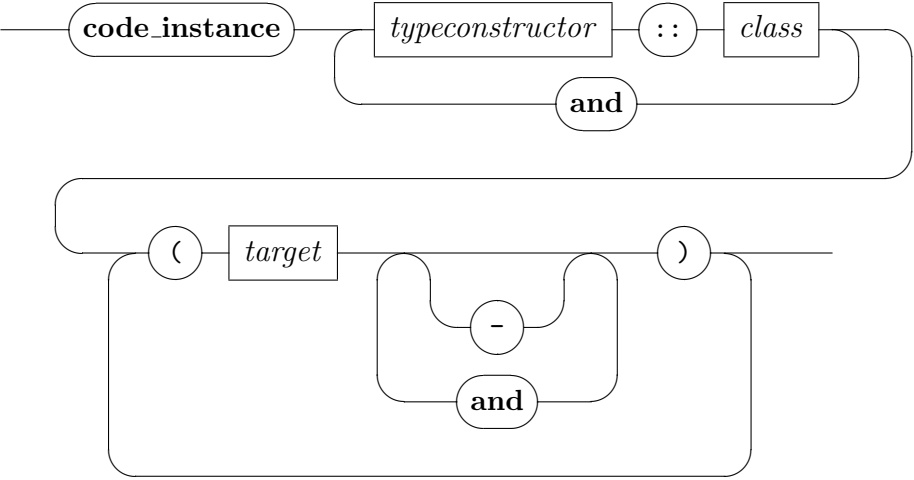 code_instance typeconstructor :: class
and
( target )
-
and